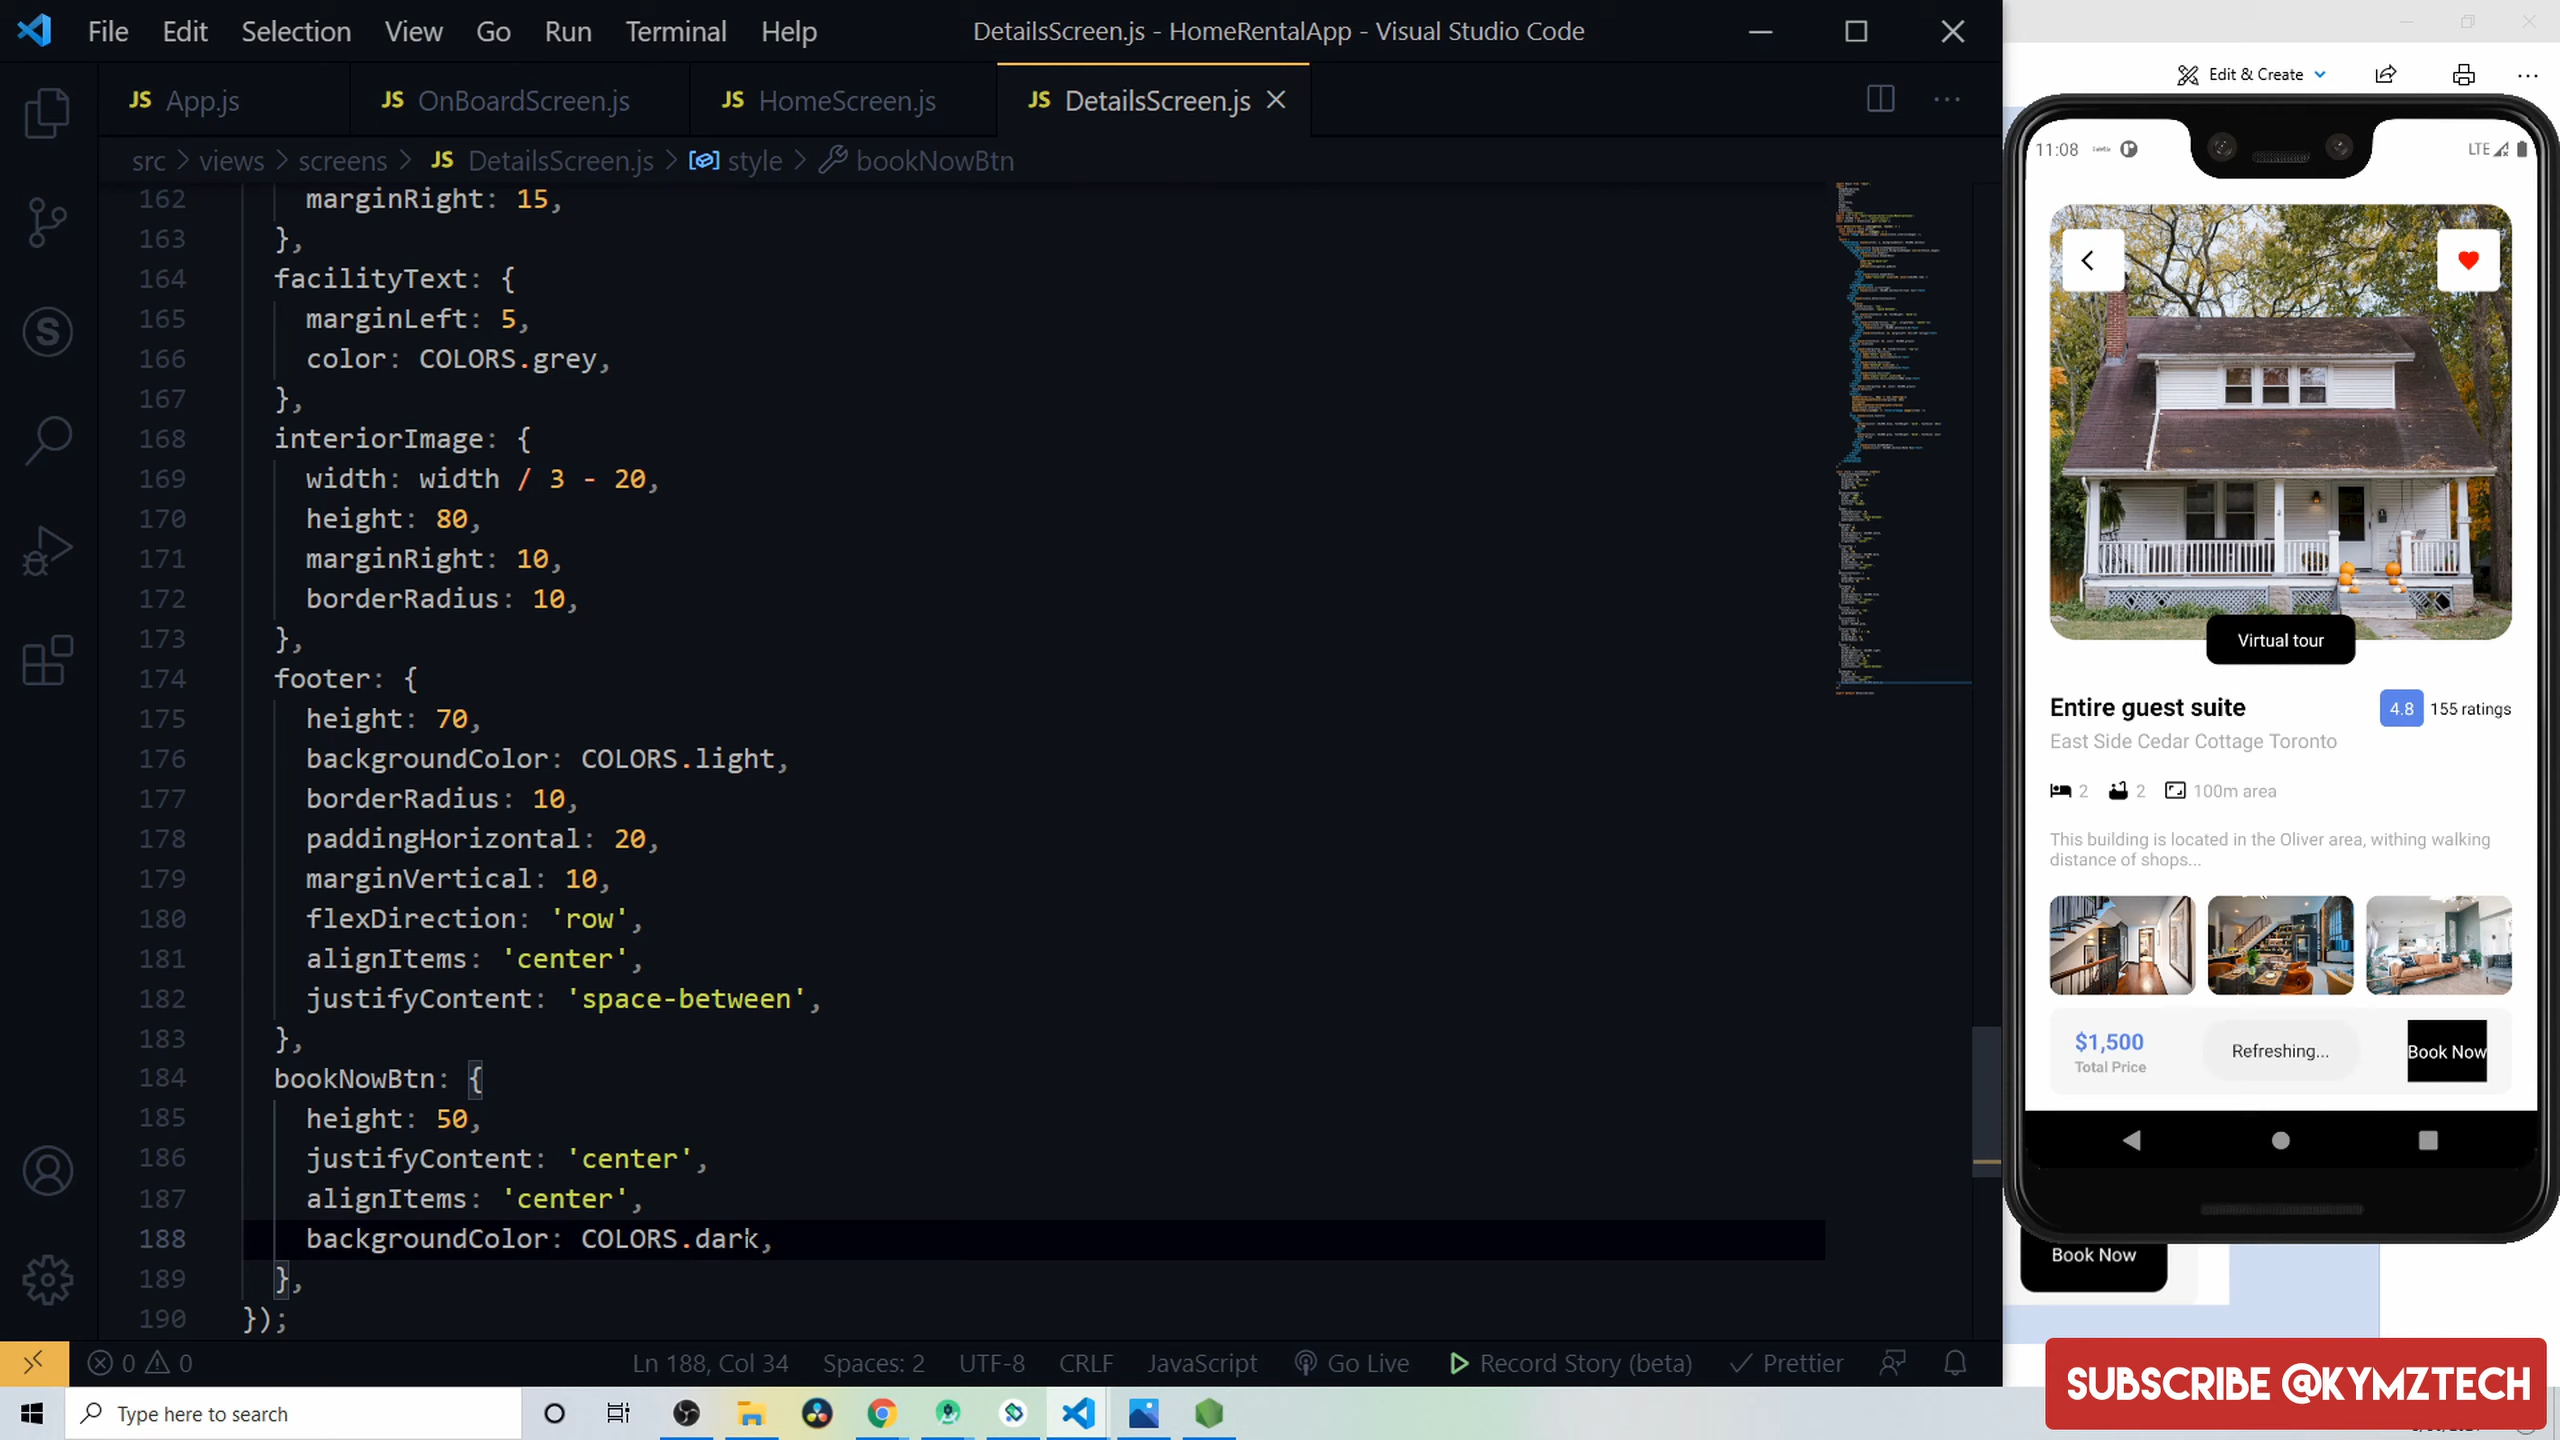 File Edit Selection View Go Run Terminal Help
DetailsScreen.js - HomeRentalApp - Visual Studio Code
JS App.js
JS OnBoardScreen.js
JS HomeScreen.js
JS DetailsScreen.js
src > views > screens > JS DetailsScreen.js > style > bookNowBtn
162 marginRight: 15,
163 },
164 facilityText: {
165 marginLeft: 5,
166 color: COLORS.grey,
167 },
168 interiorImage: {
169 width: width / 3 - 20,
170 height: 80,
171 marginRight: 10,
172 borderRadius: 10,
173 },
174 footer: {
175 height: 70,
176 backgroundColor: COLORS.light,
177 borderRadius: 10,
178 paddingHorizontal: 20,
179 marginVertical: 10,
180 flexDirection: 'row',
181 alignItems: 'center',
182 justifyContent: 'space-between',
183 },
184 bookNowBtn: {
185 height: 50,
186 justifyContent: 'center',
187 alignItems: 'center',
188 backgroundColor: COLORS.dark,
189 },
190 });
0 0
Ln 188, Col 34 Spaces: 2 UTF-8 CRLF JavaScript Go Live Record Story (beta) Prettier
Type here to search
Edit & Create
11:08
LTE
Virtual tour
Entire guest suite
4.8 155 ratings
East Side Cedar Cottage Toronto
2 2 100m area
This building is located in the Oliver area, withing walking
distance of shops...
$1,500
Total Price
Refreshing...
Book Now
Book Now
SUBSCRIBE @KYMZTECH